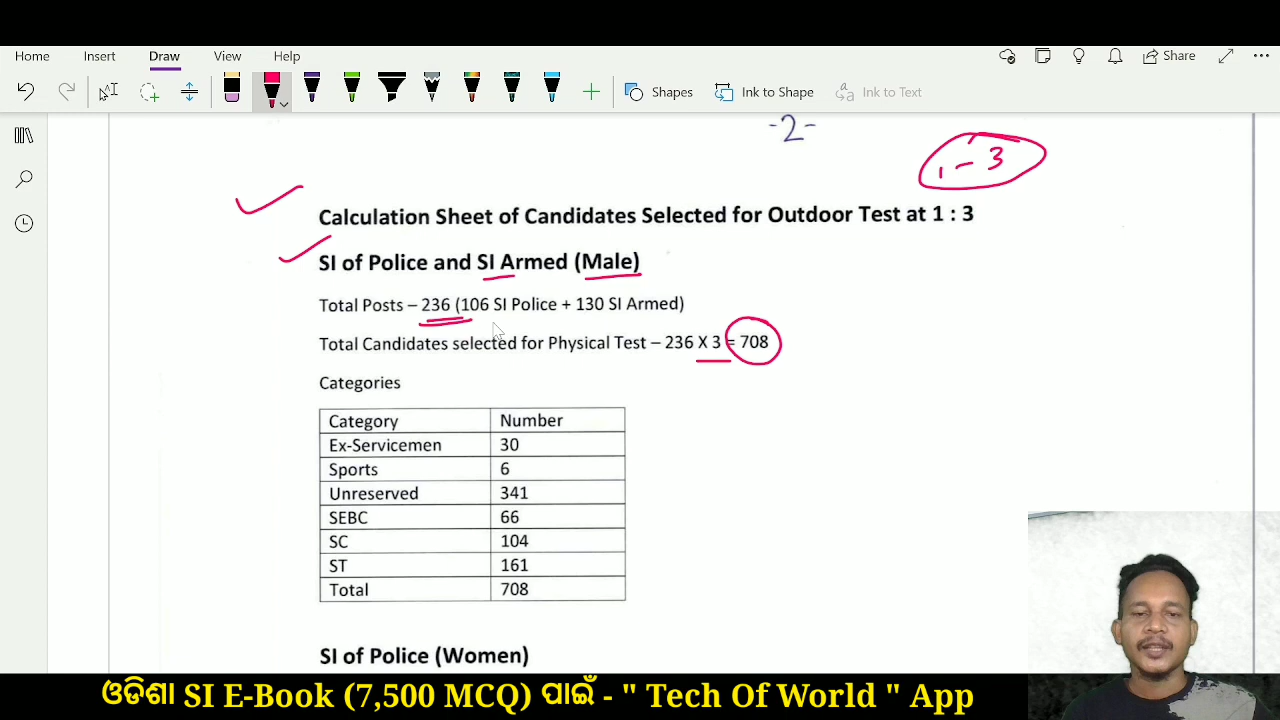 Home Insert Draw View Help Share
Shapes Ink to Shape Ink to Text
-2-
1-3
Calculation Sheet of Candidates Selected for Outdoor Test at 1 : 3
SI of Police and SI Armed (Male)
Total Posts – 236 (106 SI Police + 130 SI Armed)
Total Candidates selected for Physical Test – 236 X 3 = 708
Categories
Category Number
Ex-Servicemen 30
Sports 6
Unreserved 341
SEBC 66
SC 104
ST 161
Total 708
SI of Police (Women)
ଓଡିଶା SI E-Book (7,500 MCQ) ପାଇଁ - " Tech Of World " App